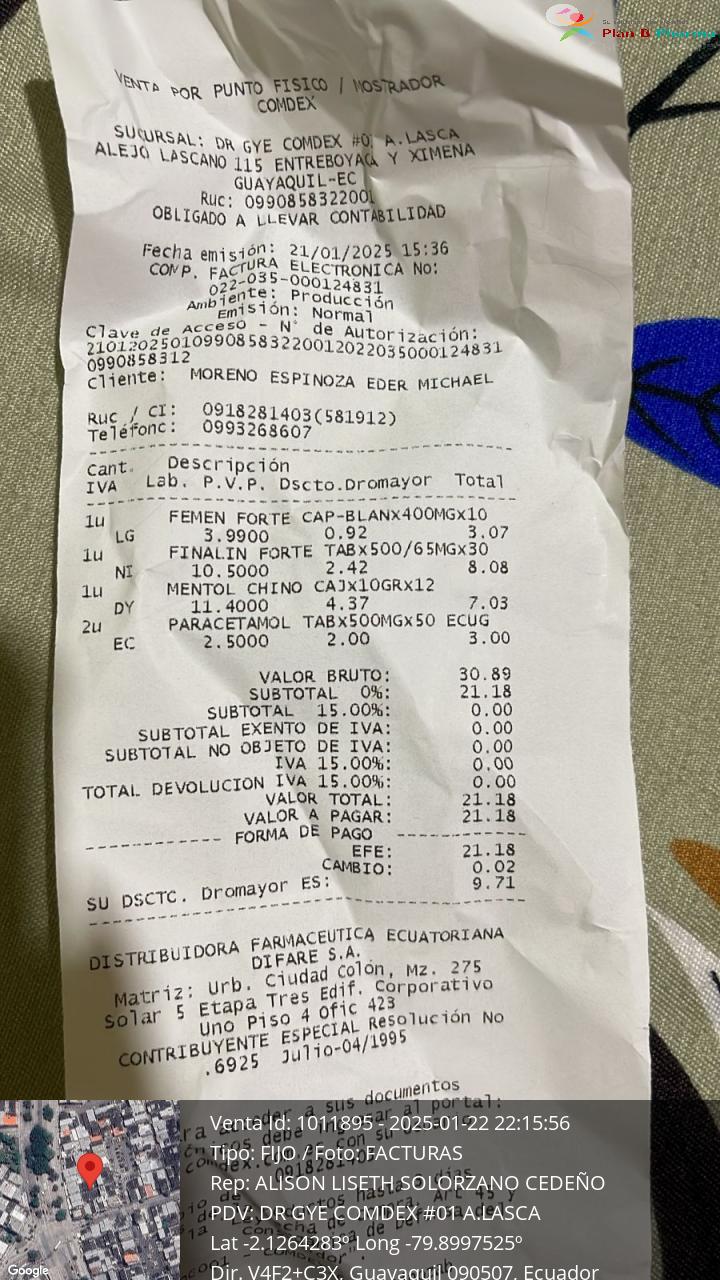 Plan B Pharma
VENTA POR PUNTO FISICO / MOSTRADOR
COMDEX
SUCURSAL: DR GYE COMDEX #01 A.LASCA
ALEJO LASCANO 115 ENTREBOYACA Y XIMENA
GUAYAQUIL-EC
Ruc: 0990858322001
OBLIGADO A LLEVAR CONTABILIDAD
Fecha emisión: 21/01/2025 15:36
COMP. FACTURA ELECTRONICA No:
022-035-000124831
Ambiente: Producción
Emisión: Normal
Clave de Acceso - N° de Autorización:
210120250109908583220012022035000124831
0990858312
Cliente: MORENO ESPINOZA EDER MICHAEL
Ruc / CI: 0918281403(581912)
Teléfono: 0993268607
Cant. Descripción
IVA Lab. P.V.P. Dscto.Dromayor Total
1u FEMEN FORTE CAP-BLANx400MGx10
LG 3.9900 0.92 3.07
1u FINALIN FORTE TABx500/65MGx30
NI 10.5000 2.42 8.08
1u MENTOL CHINO CAJx10GRx12
DY 11.4000 4.37 7.03
2u PARACETAMOL TABx500MGx50 ECUG
EC 2.5000 2.00 3.00
VALOR BRUTO: 30.89
SUBTOTAL 0%: 21.18
SUBTOTAL 15.00%: 0.00
SUBTOTAL EXENTO DE IVA: 0.00
SUBTOTAL NO OBJETO DE IVA: 0.00
IVA 15.00%: 0.00
TOTAL DEVOLUCION IVA 15.00%: 0.00
VALOR TOTAL: 21.18
VALOR A PAGAR: 21.18
---------- FORMA DE PAGO ----------
EFE: 21.18
CAMBIO: 0.02
SU DSCTC. Dromayor ES: 9.71
DISTRIBUIDORA FARMACEUTICA ECUATORIANA
DIFARE S.A.
Matriz: Urb. Ciudad Colón, Mz. 275
Solar 5 Etapa Tres Edif. Corporativo
Uno Piso 4 Ofic 423
CONTRIBUYENTE ESPECIAL Resolución No
.6925 Julio-04/1995
a sus documentos
al portal:
Venta Id: 1011895 - 2025-01-22 22:15:56
Tipo: FIJO / Foto: FACTURAS
Rep: ALISON LISETH SOLORZANO CEDEÑO
PDV: DR GYE COMDEX #01 A.LASCA
Lat -2.1264283º Long -79.8997525º
Dir. V4F2+C3X, Guayaquil 090507, Ecuador
Google